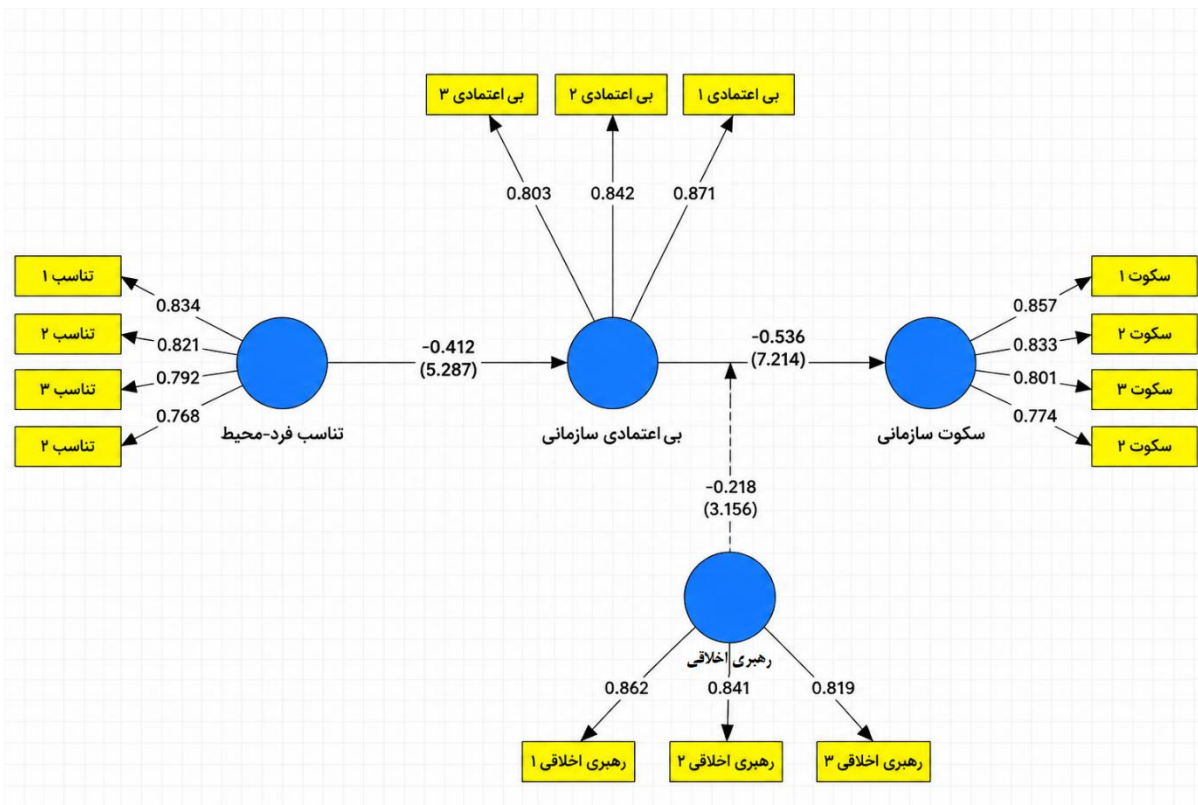 بی اعتمادی ۳
بی اعتمادی ۲
بی اعتمادی ۱
0.803
0.842
0.871
تناسب ۱
تناسب ۲
تناسب ۳
تناسب ۲
0.834
0.821
0.792
0.768
تناسب فرد-محیط
-0.412
(5.287)
بی اعتمادی سازمانی
-0.536
(7.214)
سکوت سازمانی
0.857
0.833
0.801
0.774
سکوت ۱
سکوت ۲
سکوت ۳
سکوت ۲
-0.218
(3.156)
رهبری اخلاقی
0.862
0.841
0.819
رهبری اخلاقی ۱
رهبری اخلاقی ۲
رهبری اخلاقی ۳